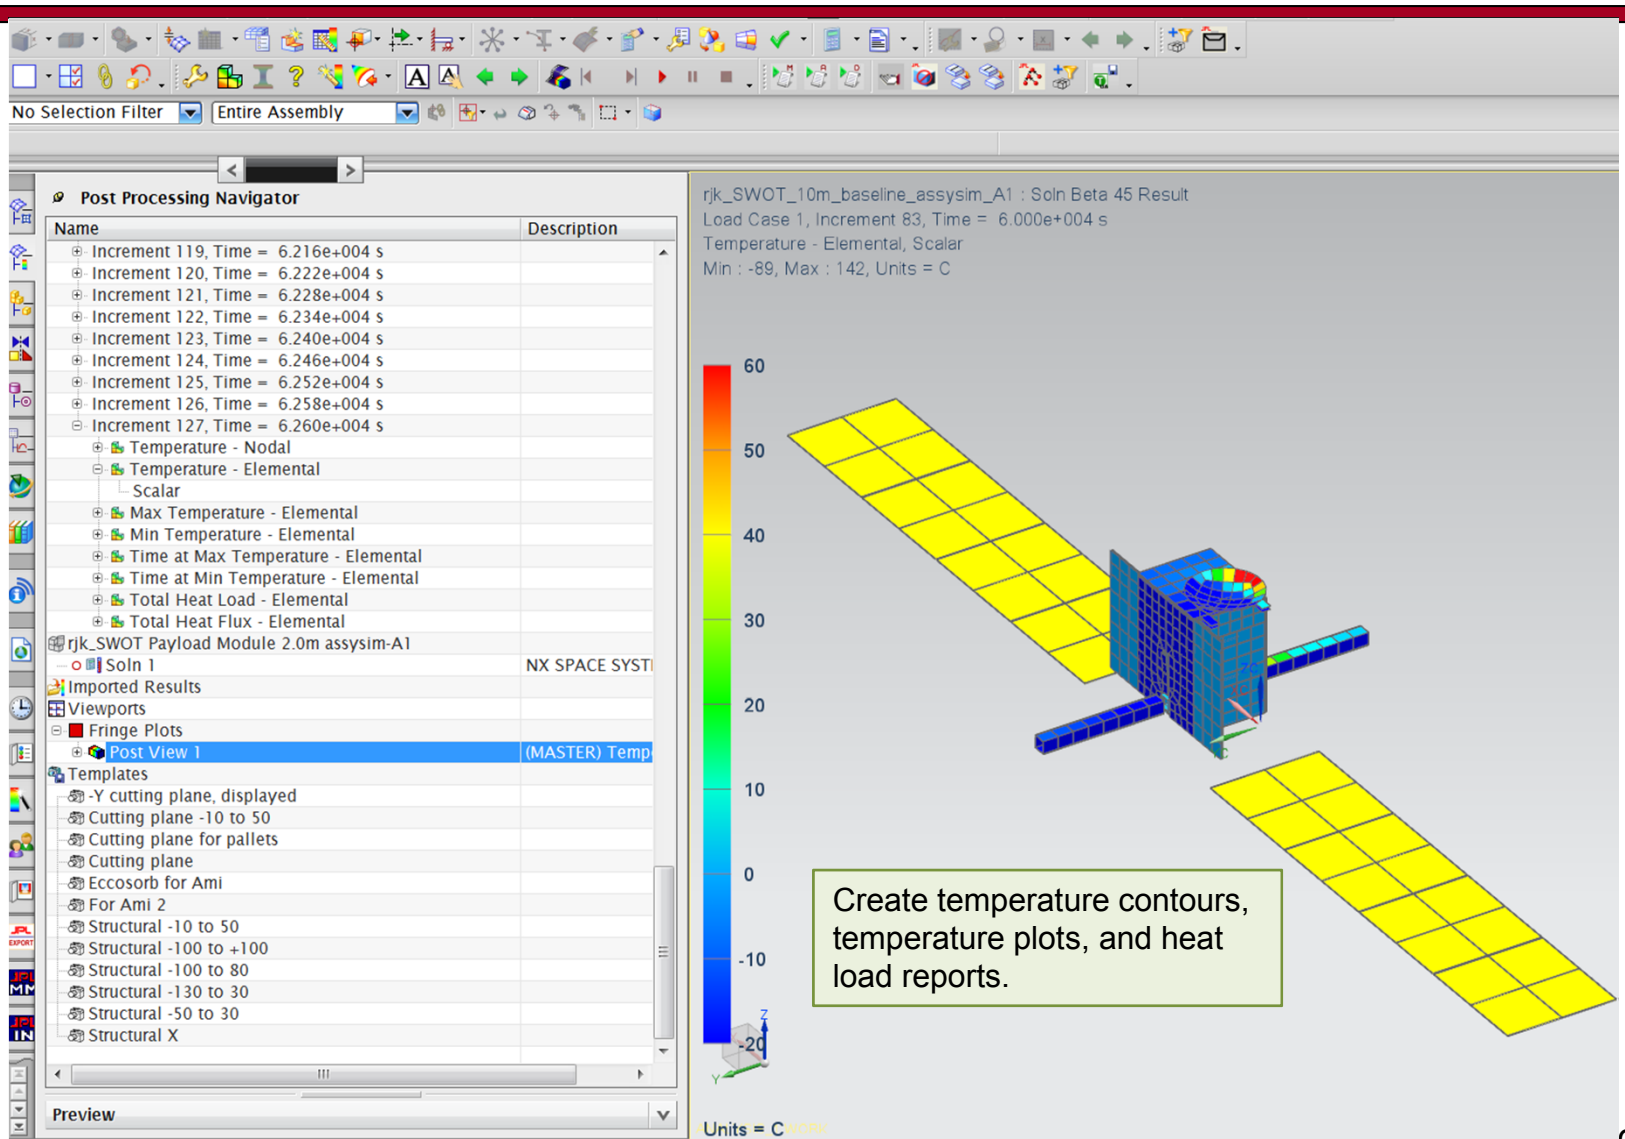 No Selection Filter
Entire Assembly
Post Processing Navigator
Name
Description
Increment 119, Time = 6.216e+004 s
Increment 120, Time = 6.222e+004 s
Increment 121, Time = 6.228e+004 s
Increment 122, Time = 6.234e+004 s
Increment 123, Time = 6.240e+004 s
Increment 124, Time = 6.246e+004 s
Increment 125, Time = 6.252e+004 s
Increment 126, Time = 6.258e+004 s
Increment 127, Time = 6.260e+004 s
Temperature - Nodal
Temperature - Elemental
Scalar
Max Temperature - Elemental
Min Temperature - Elemental
Time at Max Temperature - Elemental
Time at Min Temperature - Elemental
Total Heat Load - Elemental
Total Heat Flux - Elemental
rjk_SWOT Payload Module 2.0m assysim-A1
Soln 1
NX SPACE SYSTE
Imported Results
Viewports
Fringe Plots
Post View 1
(MASTER) Temp
Templates
-Y cutting plane, displayed
Cutting plane -10 to 50
Cutting plane for pallets
Cutting plane
Eccosorb for Ami
For Ami 2
Structural -10 to 50
Structural -100 to +100
Structural -100 to 80
Structural -130 to 30
Structural -50 to 30
Structural X
Preview
JPL
EXPORT
JPL
MM
JPL
IN
rjk_SWOT_10m_baseline_assysim_A1 : Soln Beta 45 Result
Load Case 1, Increment 83, Time = 6.000e+004 s
Temperature - Elemental, Scalar
Min : -89, Max : 142, Units = C
60
50
40
30
20
10
0
-10
-20
Units = C
ZC
Z
Y
Create temperature contours,
temperature plots, and heat
load reports.